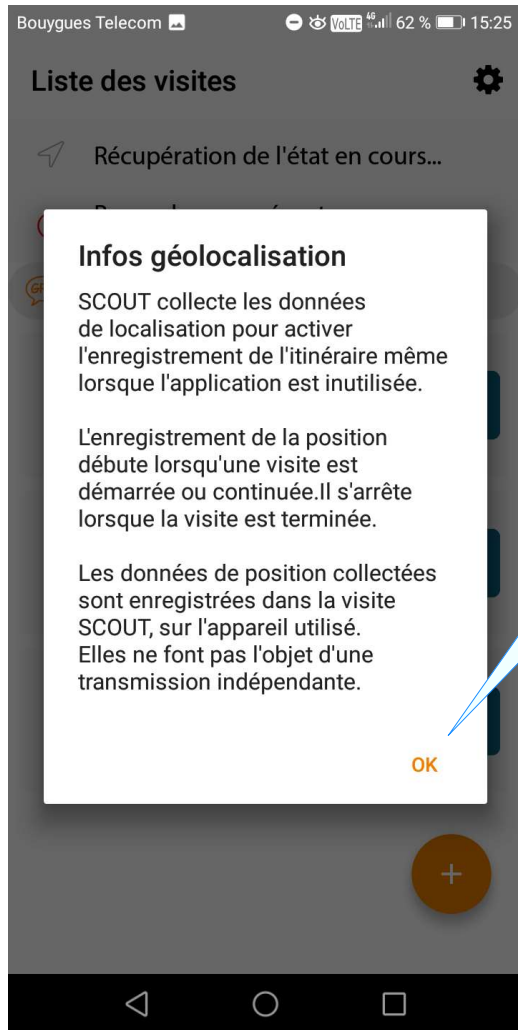 Bouygues Telecom VoLTE 4G 62 % 15:25
Liste des visites
Récupération de l'état en cours...
Infos géolocalisation
SCOUT collecte les données
de localisation pour activer
l'enregistrement de l'itinéraire même
lorsque l'application est inutilisée.
L'enregistrement de la position
débute lorsqu'une visite est
démarrée ou continuée.Il s'arrête
lorsque la visite est terminée.
Les données de position collectées
sont enregistrées dans la visite
SCOUT, sur l'appareil utilisé.
Elles ne font pas l'objet d'une
transmission indépendante.
OK
+